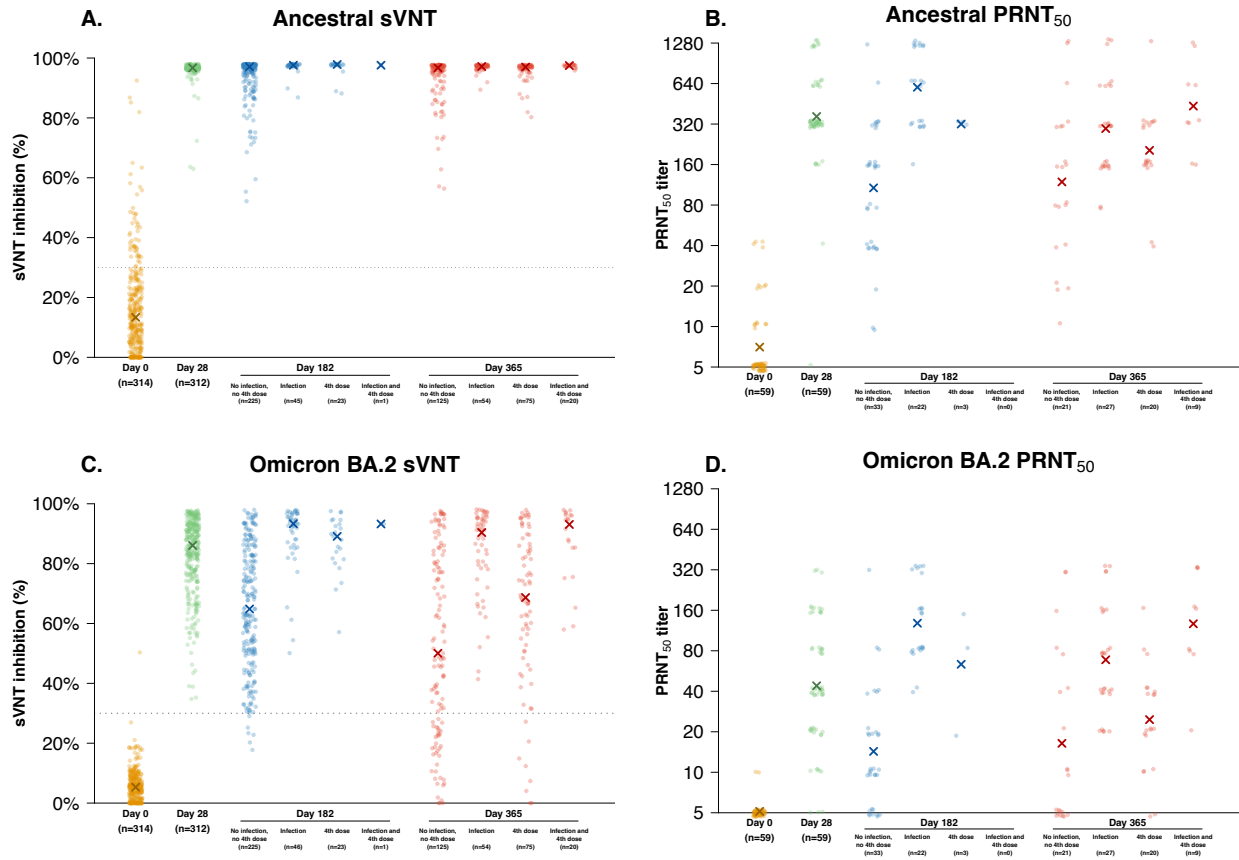 A.
Ancestral sVNT
sVNT inhibition (%)
100%
80%
60%
40%
20%
0%
Day 0
(n=314)
Day 28
(n=312)
Day 182
No infection,
no 4th dose
(n=225)
Infection
(n=45)
4th dose
(n=23)
Infection and
4th dose
(n=1)
Day 365
No infection,
no 4th dose
(n=125)
Infection
(n=54)
4th dose
(n=75)
Infection and
4th dose
(n=20)
B.
Ancestral PRNT50
PRNT50 titer
1280
640
320
160
80
40
20
10
5
Day 0
(n=59)
Day 28
(n=59)
Day 182
No infection,
no 4th dose
(n=33)
Infection
(n=22)
4th dose
(n=3)
Infection and
4th dose
(n=0)
Day 365
No infection,
no 4th dose
(n=21)
Infection
(n=27)
4th dose
(n=20)
Infection and
4th dose
(n=9)
C.
Omicron BA.2 sVNT
sVNT inhibition (%)
100%
80%
60%
40%
20%
0%
Day 0
(n=314)
Day 28
(n=312)
Day 182
No infection,
no 4th dose
(n=225)
Infection
(n=46)
4th dose
(n=23)
Infection and
4th dose
(n=1)
Day 365
No infection,
no 4th dose
(n=125)
Infection
(n=54)
4th dose
(n=75)
Infection and
4th dose
(n=20)
D.
Omicron BA.2 PRNT50
PRNT50 titer
1280
640
320
160
80
40
20
10
5
Day 0
(n=59)
Day 28
(n=59)
Day 182
No infection,
no 4th dose
(n=33)
Infection
(n=22)
4th dose
(n=3)
Infection and
4th dose
(n=0)
Day 365
No infection,
no 4th dose
(n=21)
Infection
(n=27)
4th dose
(n=20)
Infection and
4th dose
(n=9)